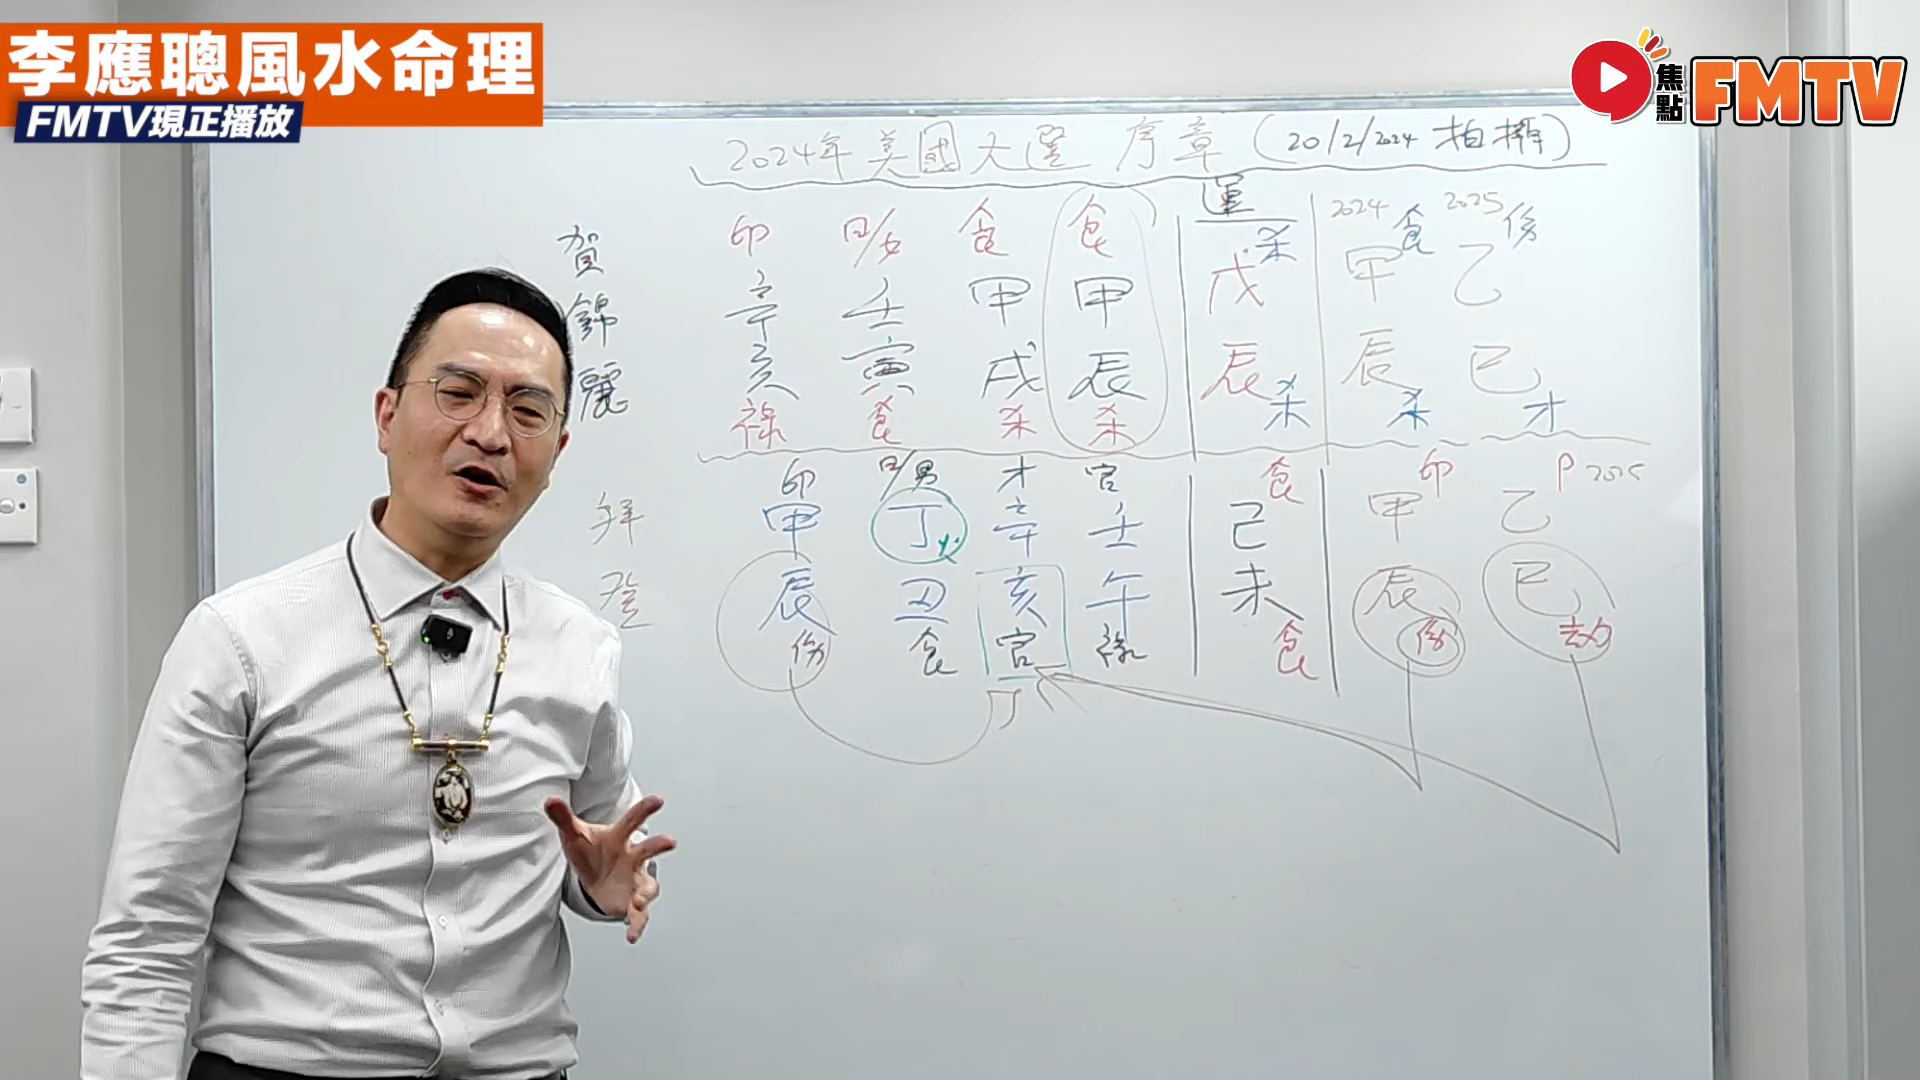 李應聰風水命理
FMTV現正播放
焦點 FMTV
2024年美國大選 序章 (20/2/2024 拍攝)
運
賀錦麗
印 日/女 食 食 杀 2024 食 2025 傷
辛 壬 甲 甲 戊 甲 乙
亥 寅 戌 辰 辰 辰 巳
祿 食 杀 杀 杀 杀 才
拜登
印 日/男 才 官 食 印 P 2025
甲 丁火 辛 壬 己 甲 乙
辰 丑 亥 午 未 辰 巳
傷 食 官 祿 食 傷 劫
丁